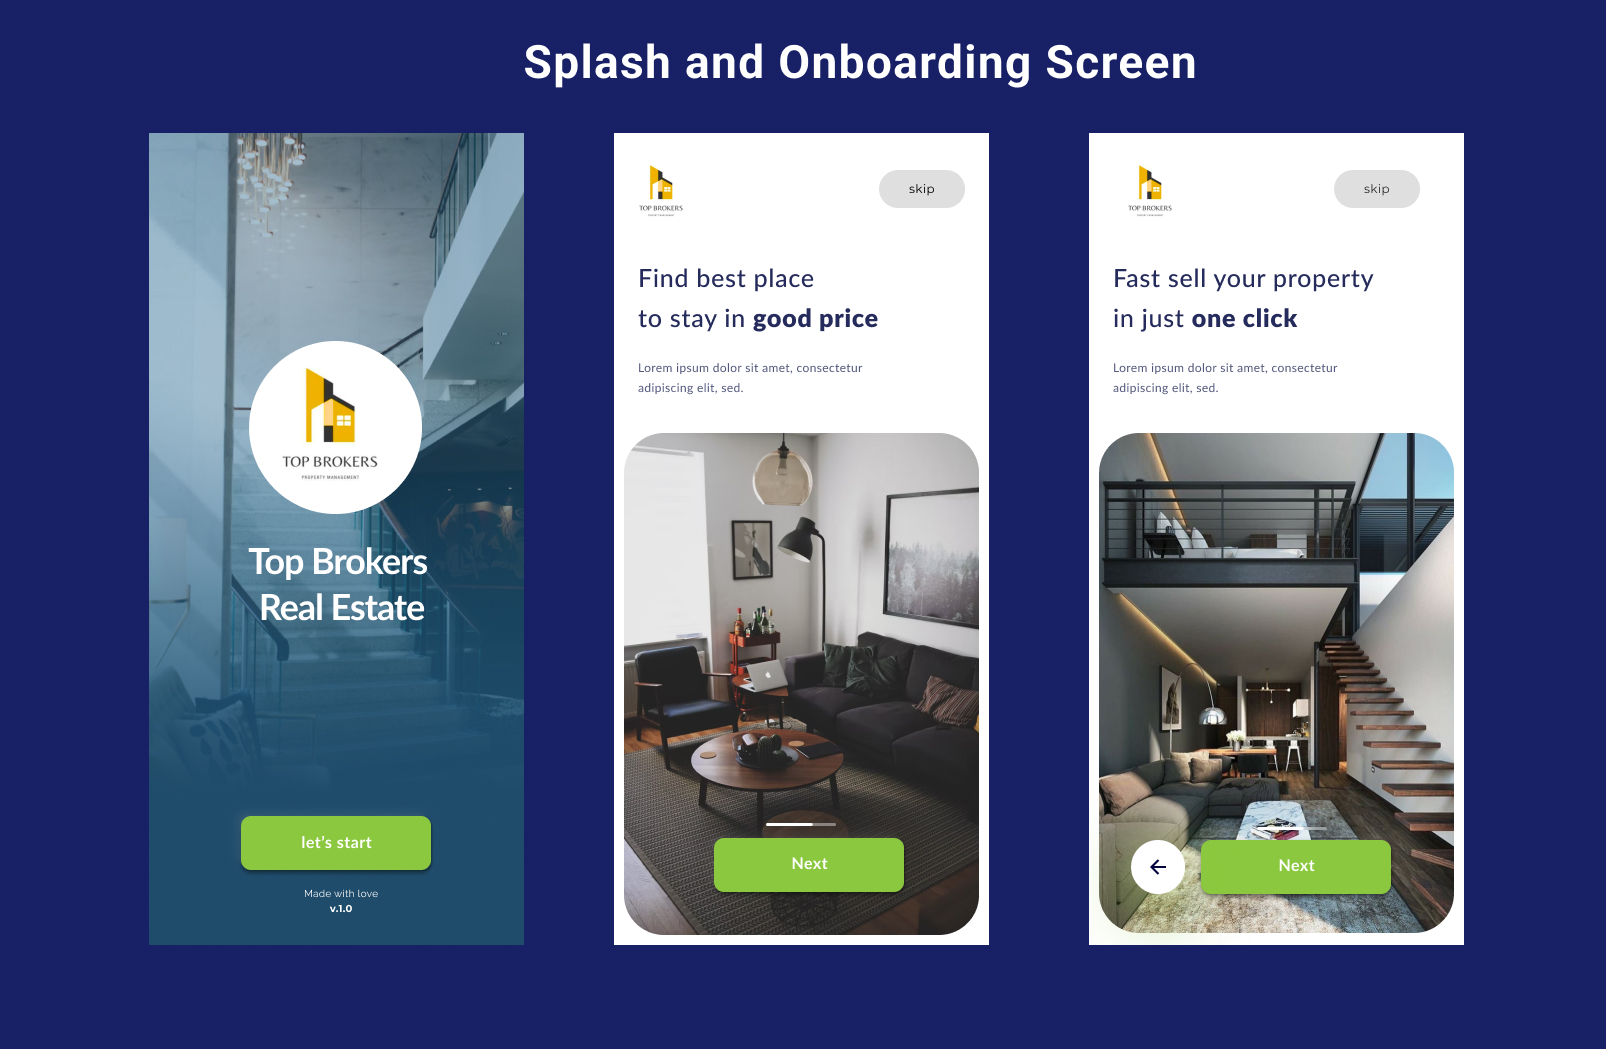 Splash and Onboarding Screen
TOP BROKERS
PROPERTY MANAGEMENT
Top Brokers
Real Estate
let's start
Made with love
v.1.0
TOP BROKERS
skip
Find best place
to stay in good price
Lorem ipsum dolor sit amet, consectetur
adipiscing elit, sed.
Next
TOP BROKERS
skip
Fast sell your property
in just one click
Lorem ipsum dolor sit amet, consectetur
adipiscing elit, sed.
Next